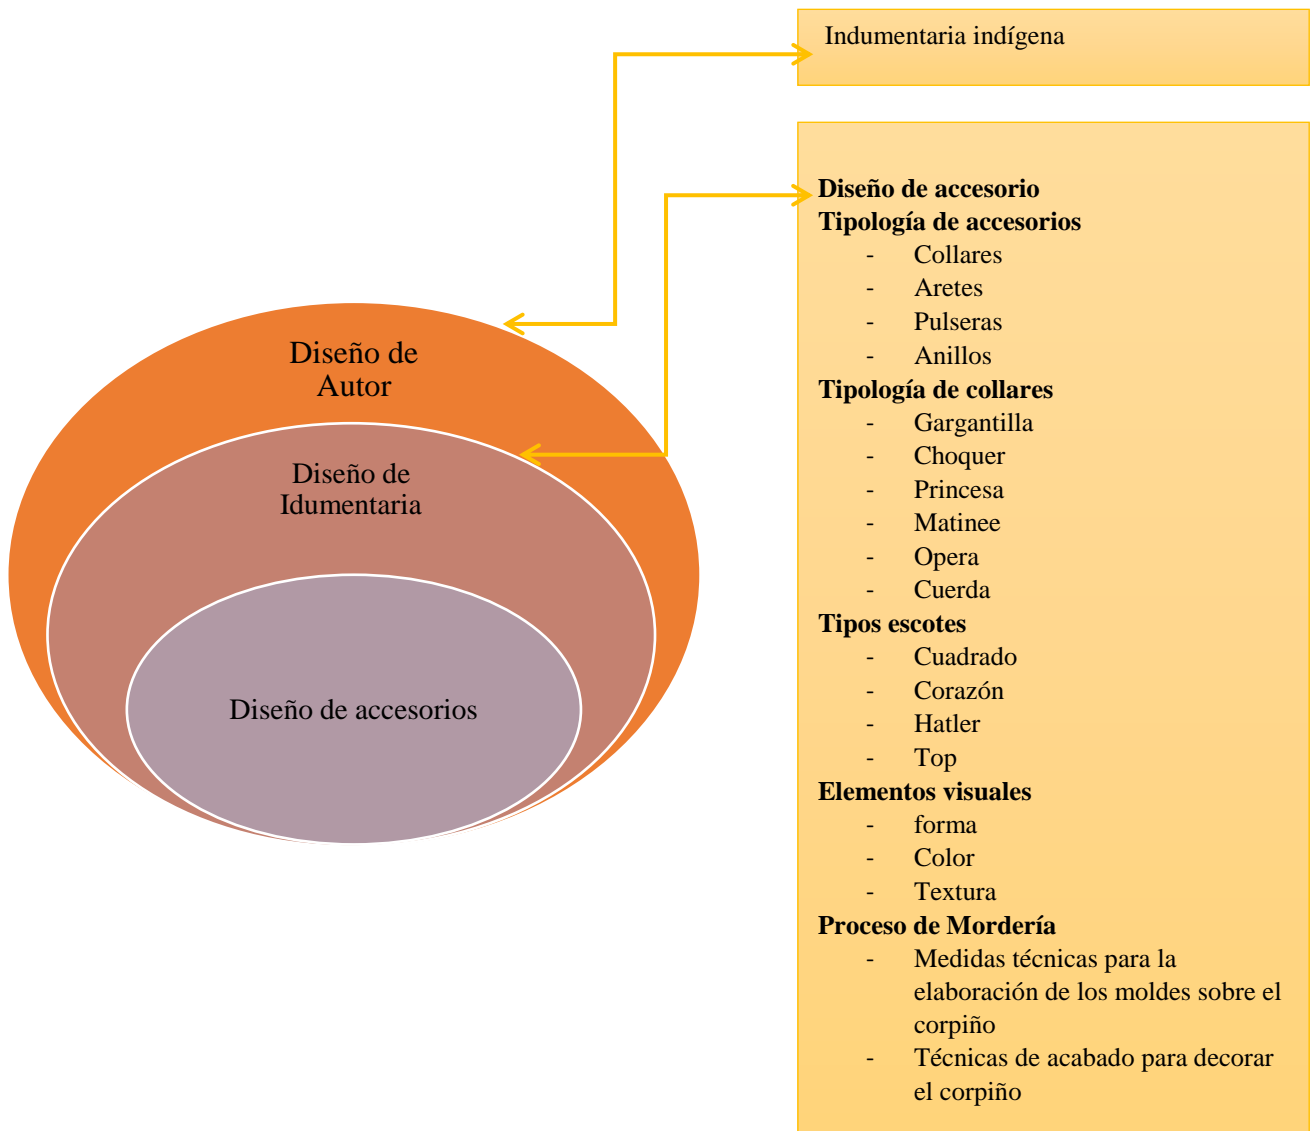 Indumentaria indígena
Diseño de
Autor
Diseño de
Idumentaria
Diseño de accesorios
Diseño de accesorio
Tipología de accesorios
- Collares
- Aretes
- Pulseras
- Anillos
Tipología de collares
- Gargantilla
- Choquer
- Princesa
- Matinee
- Opera
- Cuerda
Tipos escotes
- Cuadrado
- Corazón
- Hatler
- Top
Elementos visuales
- forma
- Color
- Textura
Proceso de Mordería
- Medidas técnicas para la
elaboración de los moldes sobre el
corpiño
- Técnicas de acabado para decorar
el corpiño